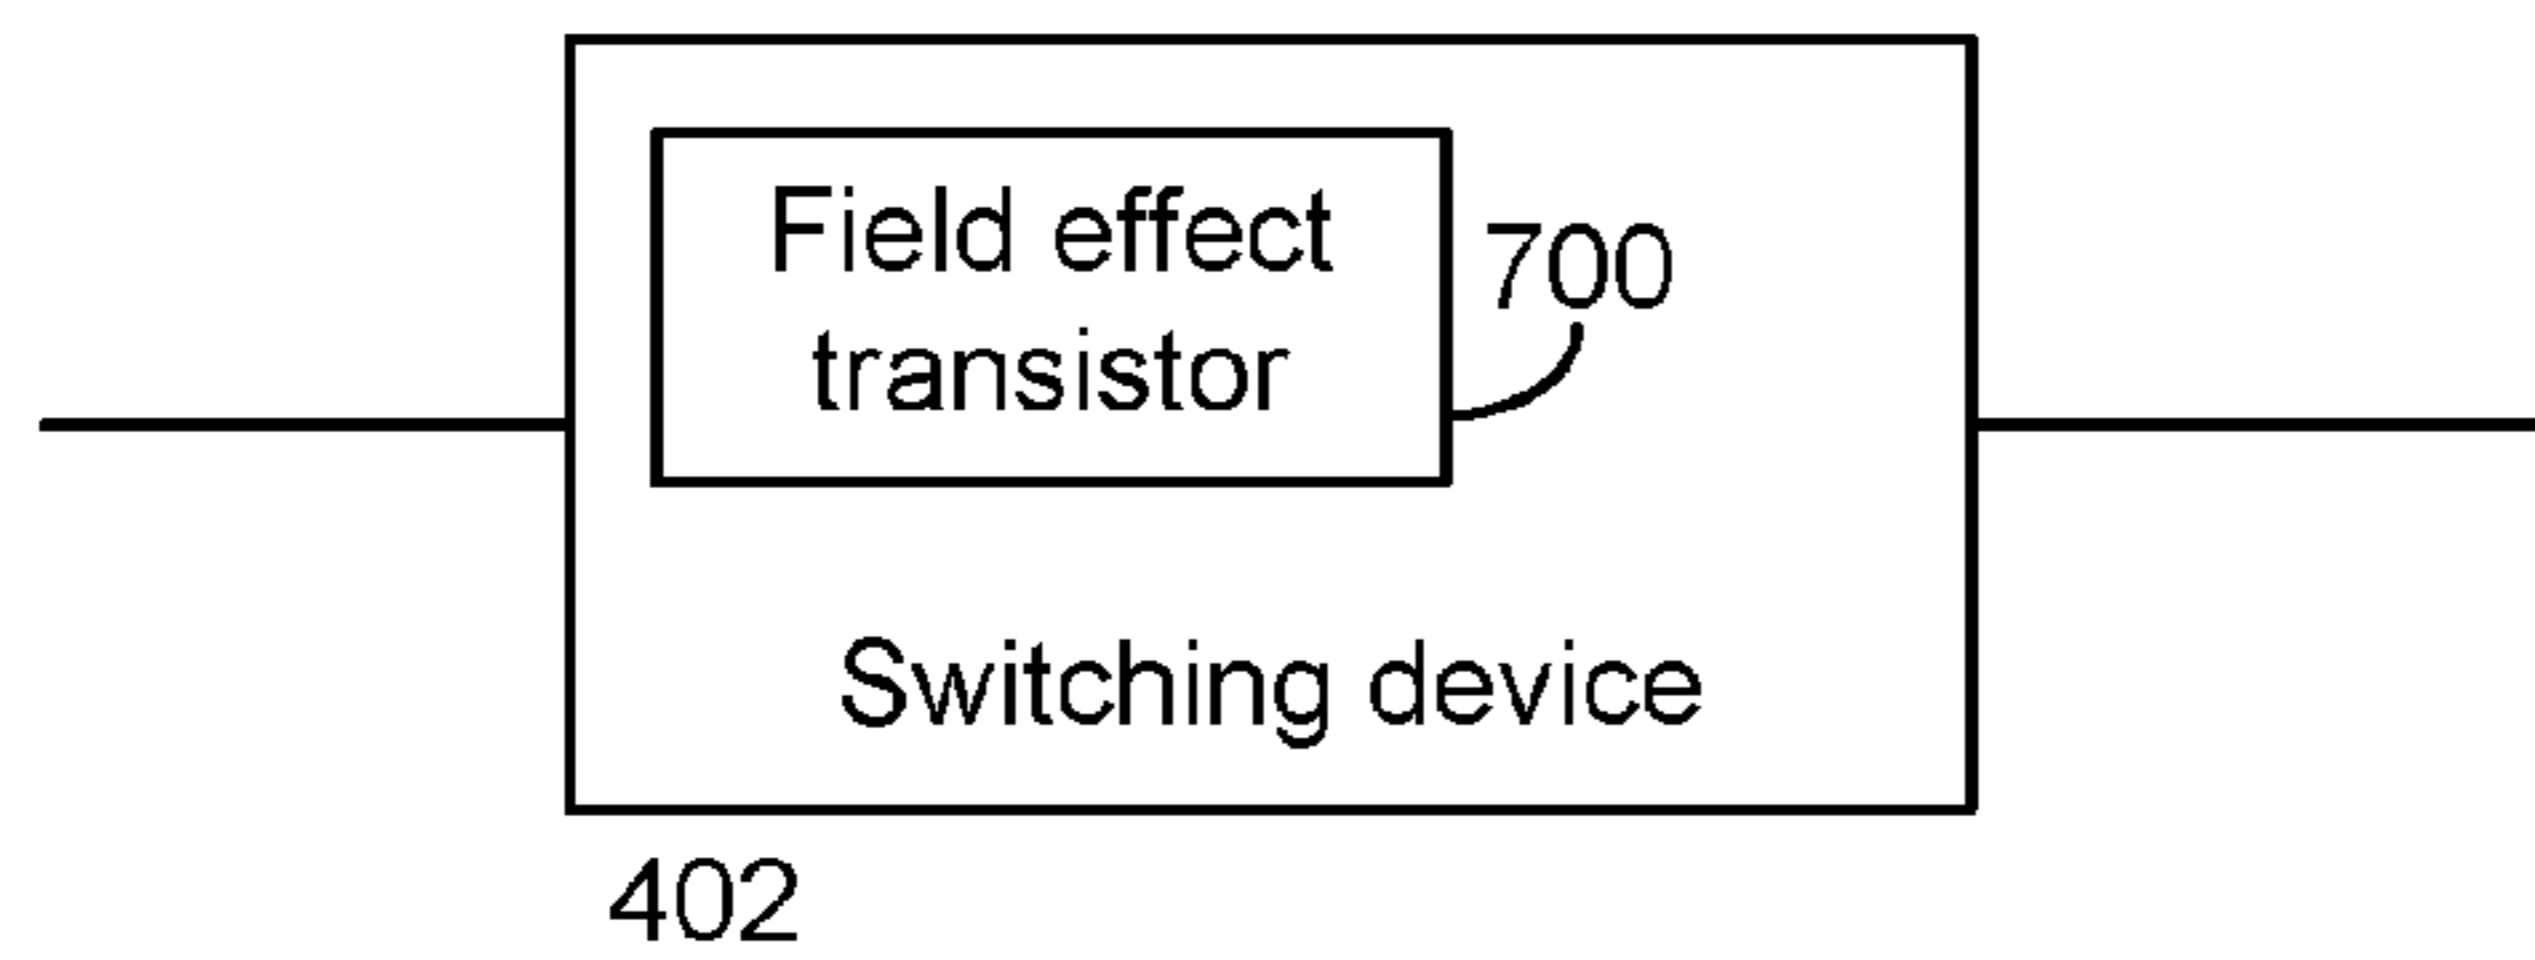 Field effect
transistor
700
Switching device
402